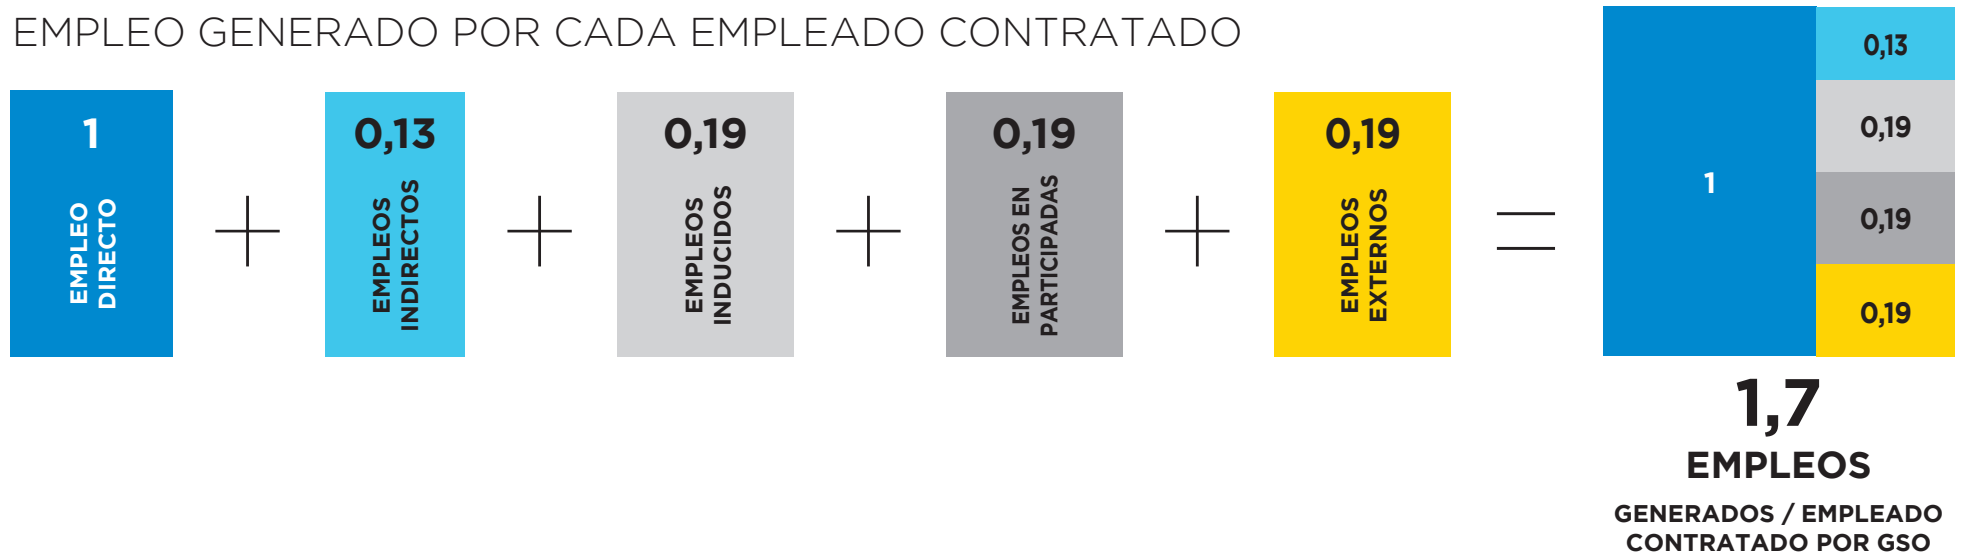 EMPLEO GENERADO POR CADA EMPLEADO CONTRATADO
1
EMPLEO
DIRECTO
+
0,13
EMPLEOS
INDIRECTOS
+
0,19
EMPLEOS
INDUCIDOS
+
0,19
EMPLEOS EN
PARTICIPADAS
+
0,19
EMPLEOS
EXTERNOS
=
1
0,13
0,19
0,19
0,19
1,7
EMPLEOS
GENERADOS / EMPLEADO
CONTRATADO POR GSO